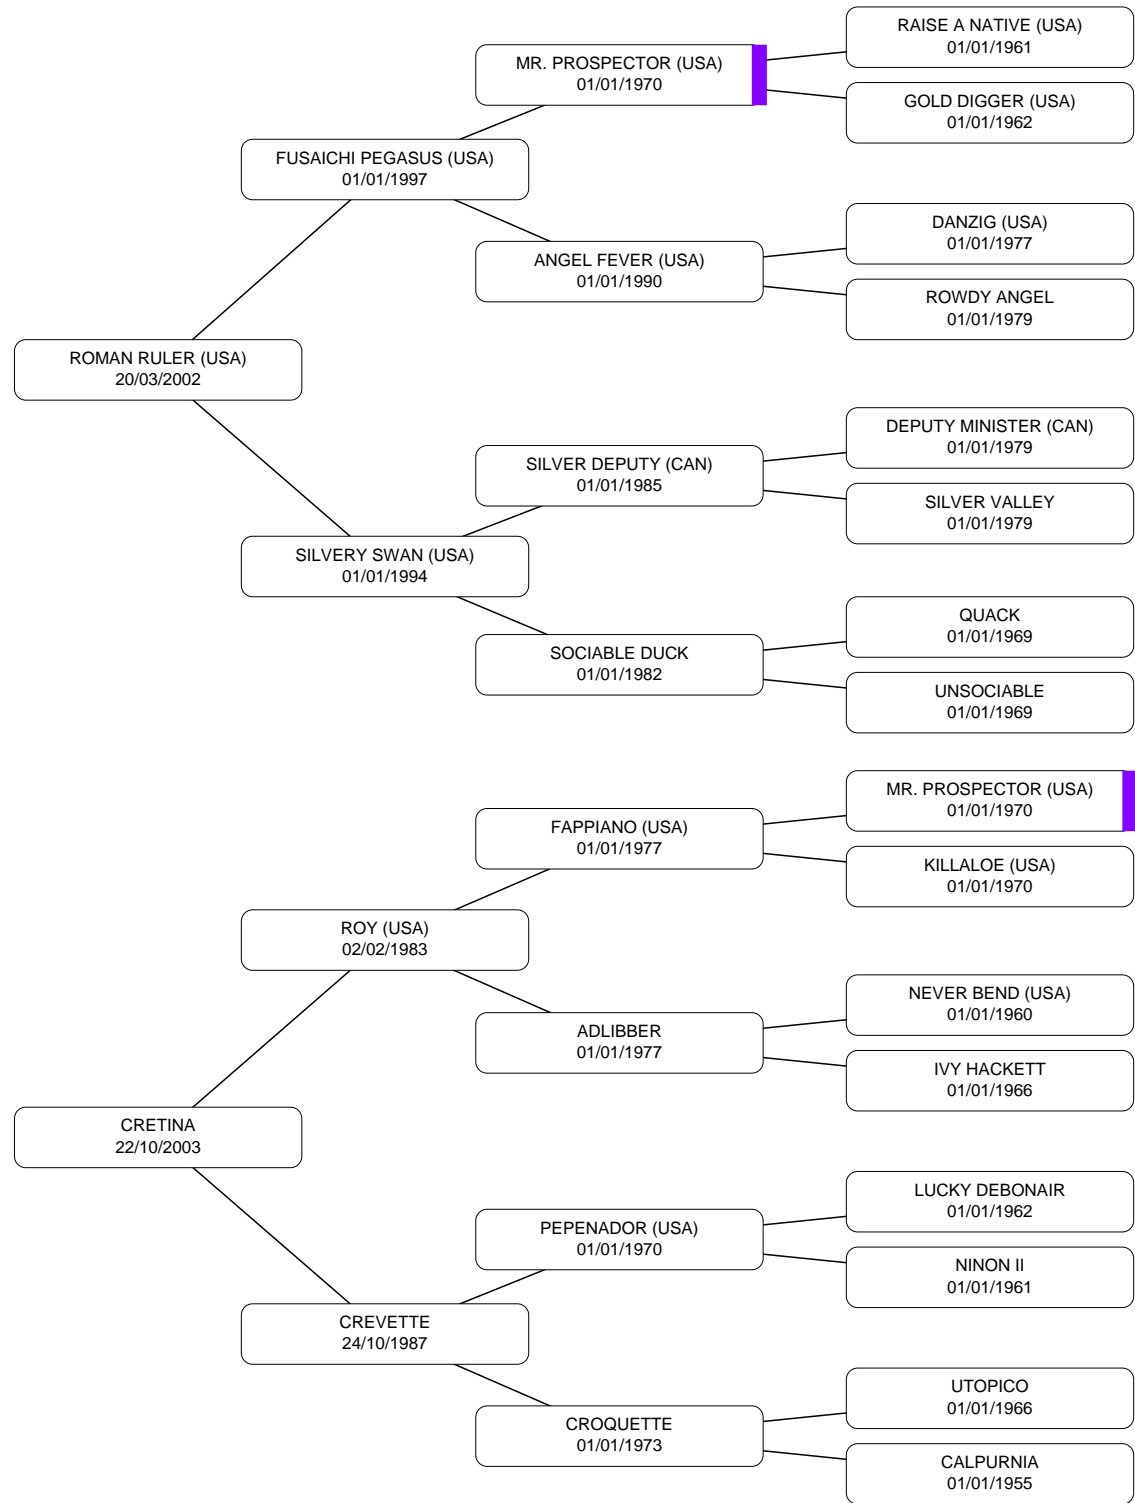 RAISE A NATIVE (USA)
01/01/1961
MR. PROSPECTOR (USA)
01/01/1970
GOLD DIGGER (USA)
01/01/1962
FUSAICHI PEGASUS (USA)
01/01/1997
DANZIG (USA)
01/01/1977
ANGEL FEVER (USA)
01/01/1990
ROWDY ANGEL
01/01/1979
ROMAN RULER (USA)
20/03/2002
DEPUTY MINISTER (CAN)
01/01/1979
SILVER DEPUTY (CAN)
01/01/1985
SILVER VALLEY
01/01/1979
SILVERY SWAN (USA)
01/01/1994
QUACK
01/01/1969
SOCIABLE DUCK
01/01/1982
UNSOCIABLE
01/01/1969
MR. PROSPECTOR (USA)
01/01/1970
FAPPIANO (USA)
01/01/1977
KILLALOE (USA)
01/01/1970
ROY (USA)
02/02/1983
NEVER BEND (USA)
01/01/1960
ADLIBBER
01/01/1977
IVY HACKETT
01/01/1966
CRETINA
22/10/2003
LUCKY DEBONAIR
01/01/1962
PEPENADOR (USA)
01/01/1970
NINON II
01/01/1961
CREVETTE
24/10/1987
UTOPICO
01/01/1966
CROQUETTE
01/01/1973
CALPURNIA
01/01/1955